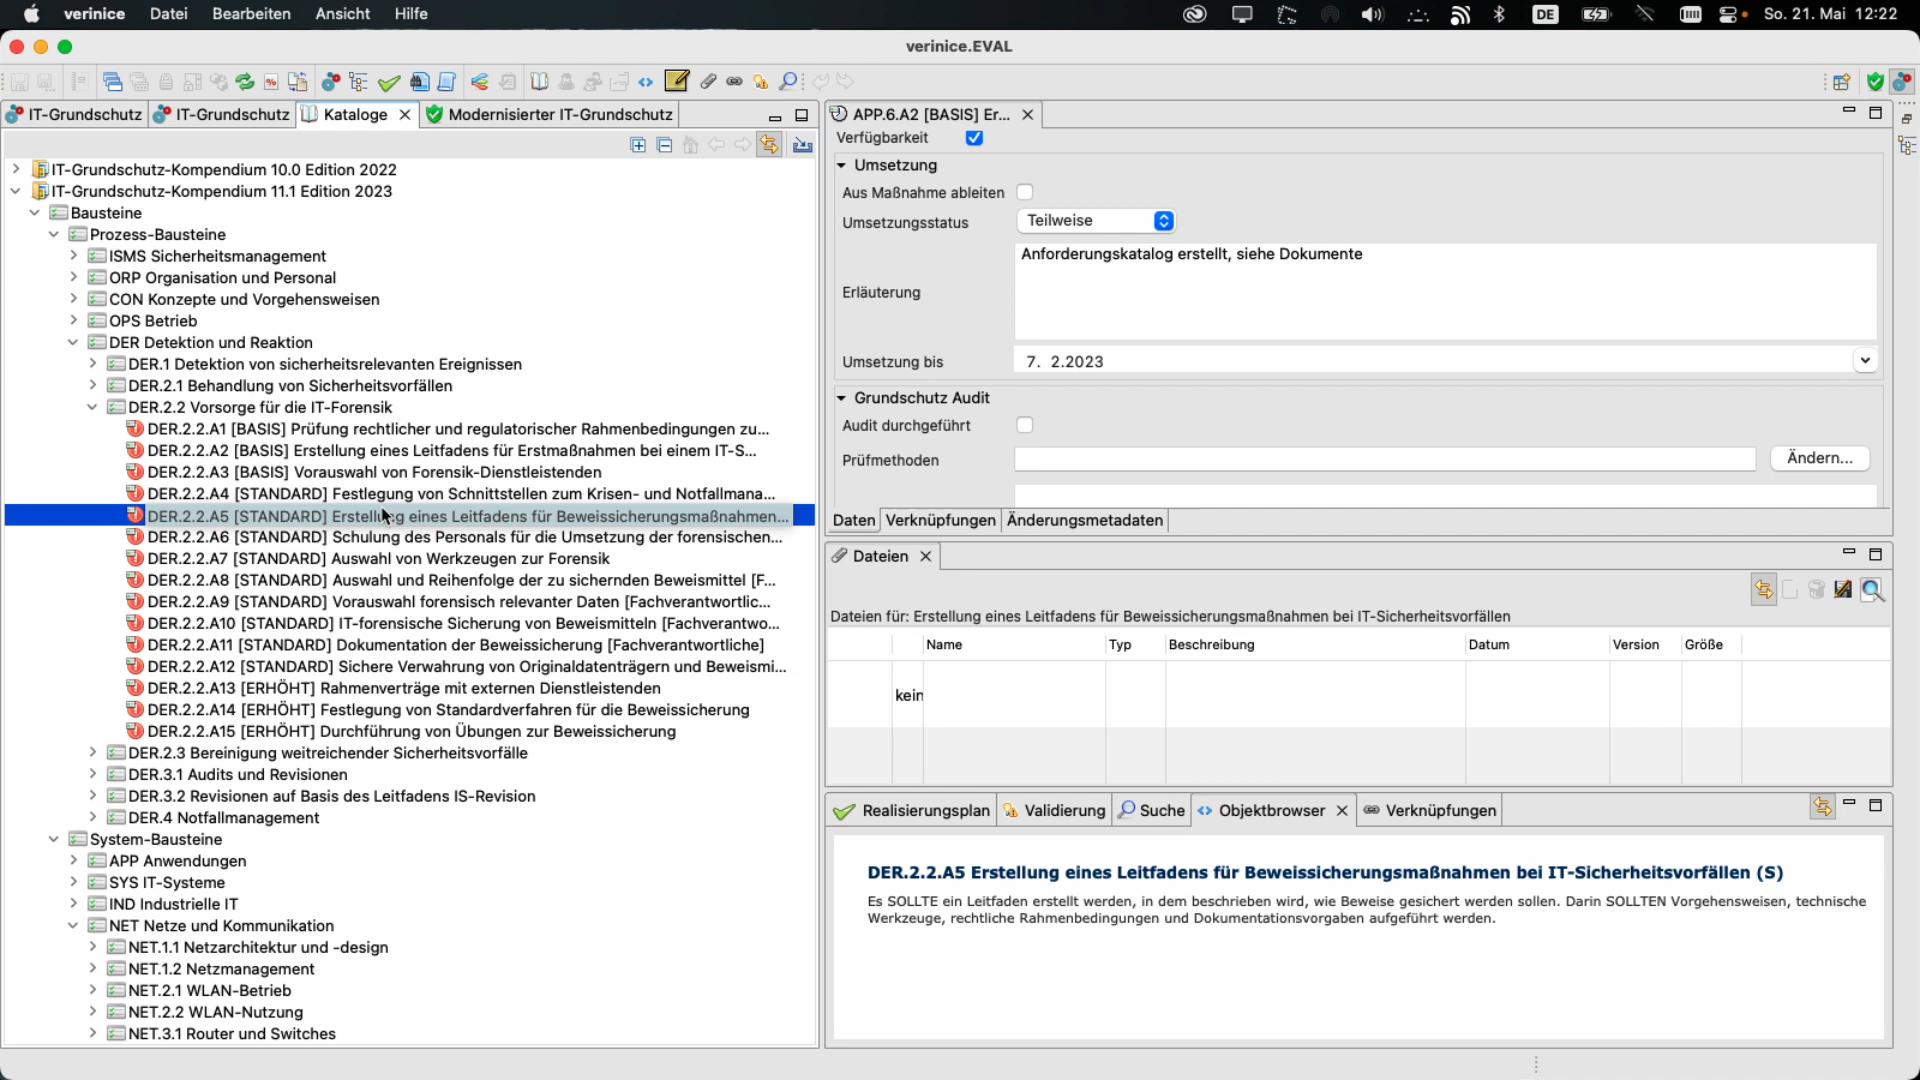 verinice Datei Bearbeiten Ansicht Hilfe DE So. 21. Mai 12:22
verinice.EVAL
IT-Grundschutz IT-Grundschutz Kataloge Modernisierter IT-Grundschutz
IT-Grundschutz-Kompendium 10.0 Edition 2022
IT-Grundschutz-Kompendium 11.1 Edition 2023
Bausteine
Prozess-Bausteine
ISMS Sicherheitsmanagement
ORP Organisation und Personal
CON Konzepte und Vorgehensweisen
OPS Betrieb
DER Detektion und Reaktion
DER.1 Detektion von sicherheitsrelevanten Ereignissen
DER.2.1 Behandlung von Sicherheitsvorfällen
DER.2.2 Vorsorge für die IT-Forensik
DER.2.2.A1 [BASIS] Prüfung rechtlicher und regulatorischer Rahmenbedingungen zu...
DER.2.2.A2 [BASIS] Erstellung eines Leitfadens für Erstmaßnahmen bei einem IT-S...
DER.2.2.A3 [BASIS] Vorauswahl von Forensik-Dienstleistenden
DER.2.2.A4 [STANDARD] Festlegung von Schnittstellen zum Krisen- und Notfallmana...
DER.2.2.A5 [STANDARD] Erstellung eines Leitfadens für Beweissicherungsmaßnahmen...
DER.2.2.A6 [STANDARD] Schulung des Personals für die Umsetzung der forensischen...
DER.2.2.A7 [STANDARD] Auswahl von Werkzeugen zur Forensik
DER.2.2.A8 [STANDARD] Auswahl und Reihenfolge der zu sichernden Beweismittel [F...
DER.2.2.A9 [STANDARD] Vorauswahl forensisch relevanter Daten [Fachverantwortlic...
DER.2.2.A10 [STANDARD] IT-forensische Sicherung von Beweismitteln [Fachverantwo...
DER.2.2.A11 [STANDARD] Dokumentation der Beweissicherung [Fachverantwortliche]
DER.2.2.A12 [STANDARD] Sichere Verwahrung von Originaldatenträgern und Beweismi...
DER.2.2.A13 [ERHÖHT] Rahmenverträge mit externen Dienstleistenden
DER.2.2.A14 [ERHÖHT] Festlegung von Standardverfahren für die Beweissicherung
DER.2.2.A15 [ERHÖHT] Durchführung von Übungen zur Beweissicherung
DER.2.3 Bereinigung weitreichender Sicherheitsvorfälle
DER.3.1 Audits und Revisionen
DER.3.2 Revisionen auf Basis des Leitfadens IS-Revision
DER.4 Notfallmanagement
System-Bausteine
APP Anwendungen
SYS IT-Systeme
IND Industrielle IT
NET Netze und Kommunikation
NET.1.1 Netzarchitektur und -design
NET.1.2 Netzmanagement
NET.2.1 WLAN-Betrieb
NET.2.2 WLAN-Nutzung
NET.3.1 Router und Switches
APP.6.A2 [BASIS] Er...
Verfügbarkeit
Umsetzung
Aus Maßnahme ableiten
Umsetzungsstatus Teilweise
Erläuterung Anforderungskatalog erstellt, siehe Dokumente
Umsetzung bis 7. 2.2023
Grundschutz Audit
Audit durchgeführt
Prüfmethoden Ändern...
Daten Verknüpfungen Änderungsmetadaten
Dateien
Dateien für: Erstellung eines Leitfadens für Beweissicherungsmaßnahmen bei IT-Sicherheitsvorfällen
Name Typ Beschreibung Datum Version Größe
kein
Realisierungsplan Validierung Suche Objektbrowser Verknüpfungen
DER.2.2.A5 Erstellung eines Leitfadens für Beweissicherungsmaßnahmen bei IT-Sicherheitsvorfällen (S)
Es SOLLTE ein Leitfaden erstellt werden, in dem beschrieben wird, wie Beweise gesichert werden sollen. Darin SOLLTEN Vorgehensweisen, technische
Werkzeuge, rechtliche Rahmenbedingungen und Dokumentationsvorgaben aufgeführt werden.